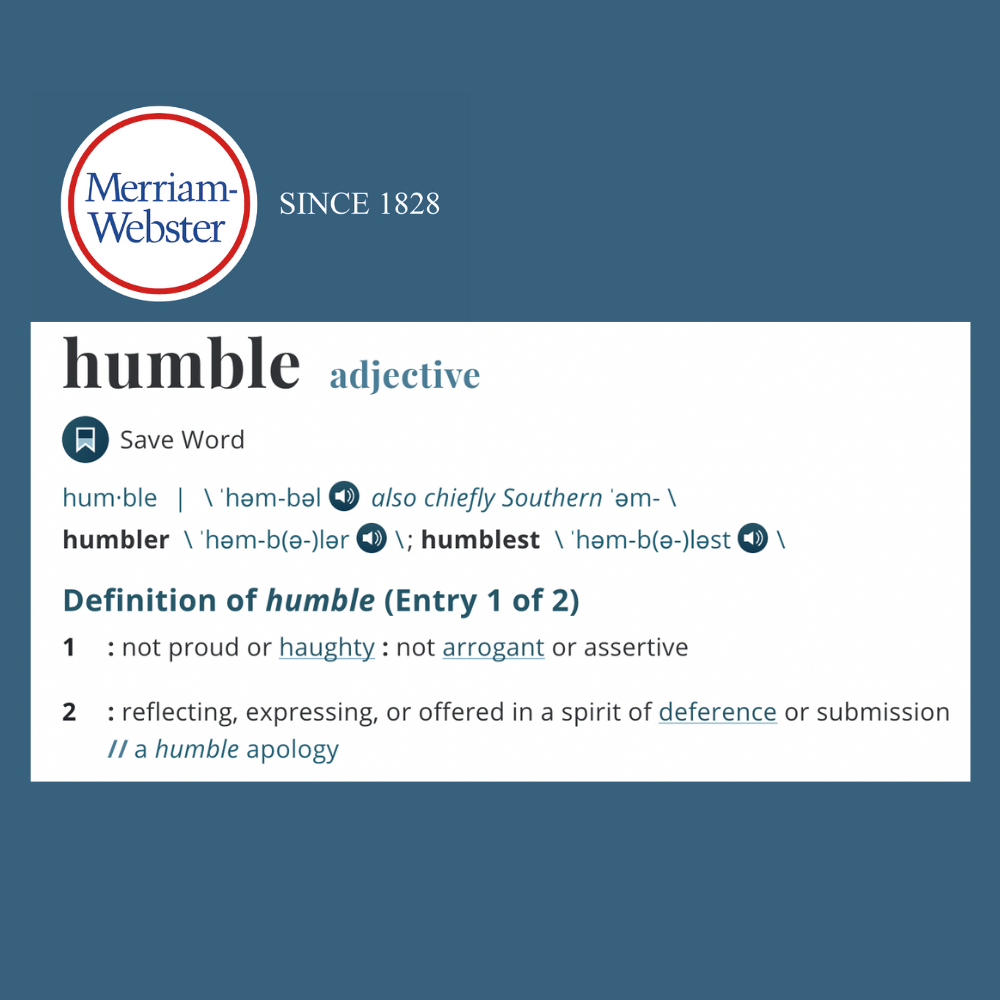 Merriam-
Webster
SINCE 1828
humble adjective
Save Word
hum·ble | \ ˈhəm-bəl also chiefly Southern ˈəm- \
humbler \ ˈhəm-b(ə-)lər \; humblest \ ˈhəm-b(ə-)ləst \
Definition of humble (Entry 1 of 2)
1 : not proud or haughty : not arrogant or assertive
2 : reflecting, expressing, or offered in a spirit of deference or submission
// a humble apology